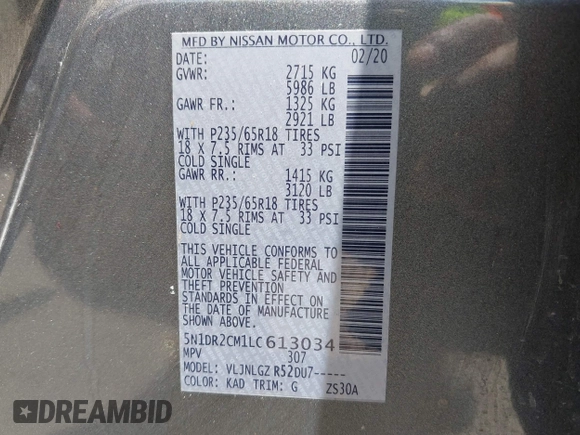 MFD BY NISSAN MOTOR CO., LTD.
DATE: 02/20
GVWR: 2715 KG
5986 LB
GAWR FR.: 1325 KG
2921 LB
WITH P235/65R18 TIRES
18 X 7.5 RIMS AT 33 PSI
COLD SINGLE
GAWR RR.: 1415 KG
3120 LB
WITH P235/65R18 TIRES
18 X 7.5 RIMS AT 33 PSI
COLD SINGLE
THIS VEHICLE CONFORMS TO
ALL APPLICABLE FEDERAL
MOTOR VEHICLE SAFETY AND
THEFT PREVENTION
STANDARDS IN EFFECT ON
THE DATE OF MANUFACTURE
SHOWN ABOVE
5N1DR2CM1LC613034
MPV 307
MODEL: VLJNLGZ R52DU7-----
COLOR: KAD TRIM: G ZS30A
DREAMBID